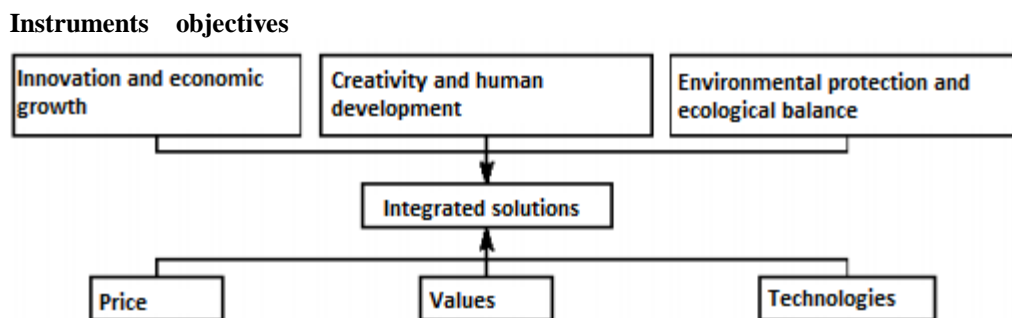 Instruments objectives
Innovation and economic
growth
Creativity and human
development
Environmental protection and
ecological balance
Integrated solutions
Price
Values
Technologies